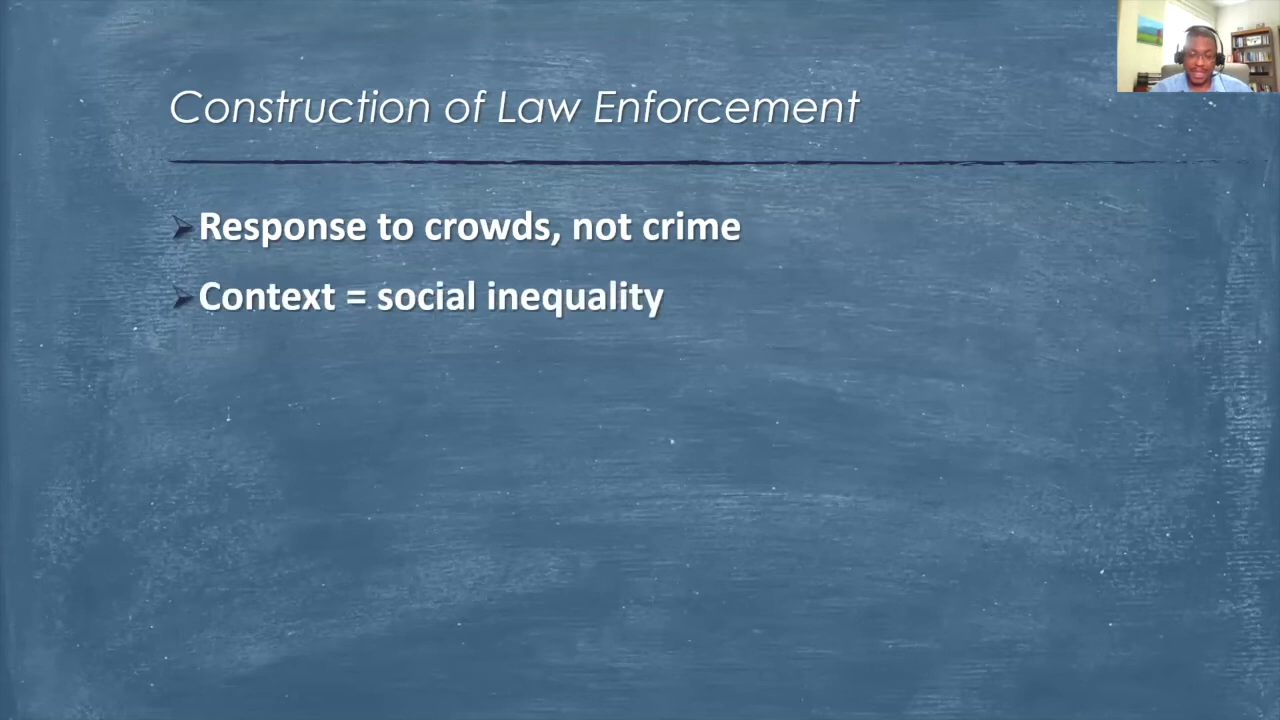 Construction of Law Enforcement
Response to crowds, not crime
Context = social inequality